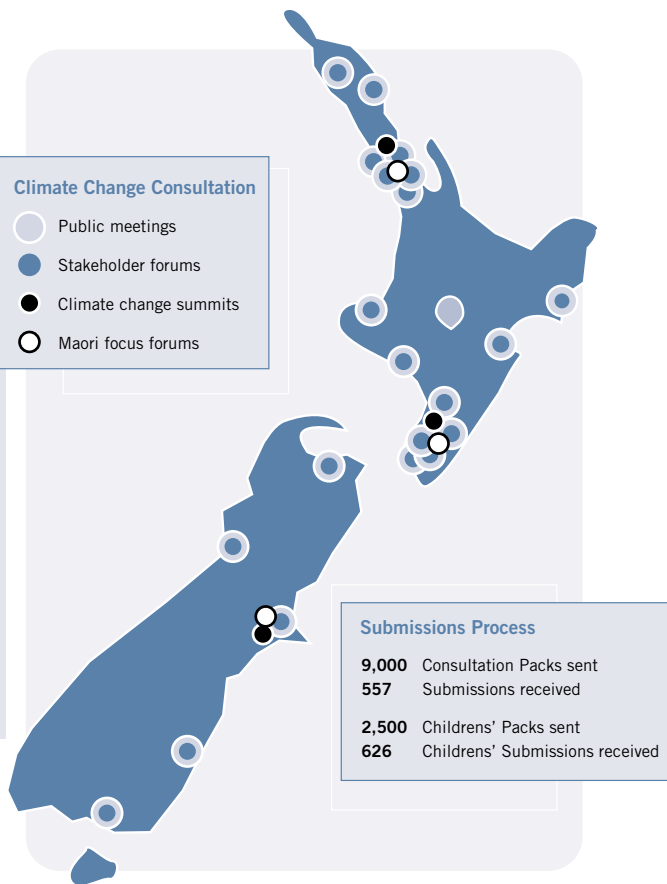 Climate Change Consultation
Public meetings
Stakeholder forums
Climate change summits
Maori focus forums
Submissions Process
9,000 Consultation Packs sent
557 Submissions received
2,500 Childrens’ Packs sent
626 Childrens’ Submissions received